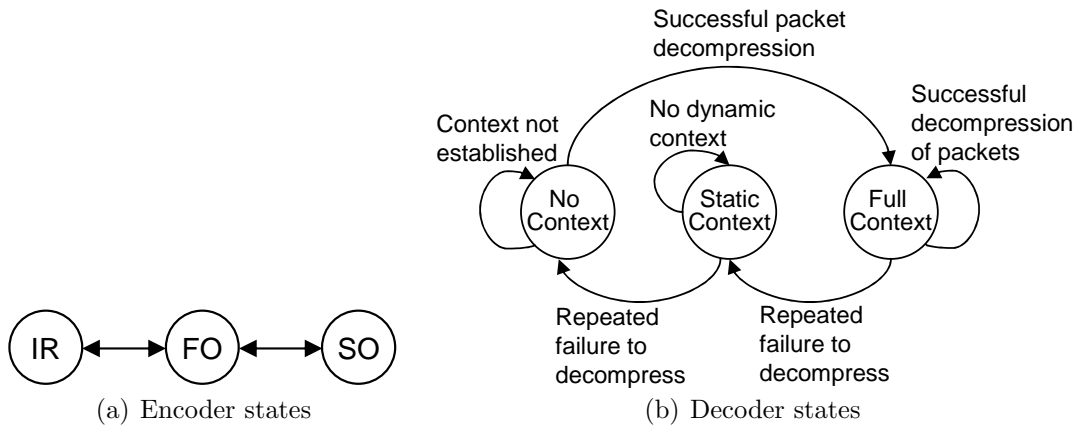 Successful packet
decompression
Context not
established
No dynamic
context
Successful
decompression
of packets
No
Context
Static
Context
Full
Context
Repeated
failure to
decompress
Repeated
failure to
decompress
IR
FO
SO
(a) Encoder states
(b) Decoder states